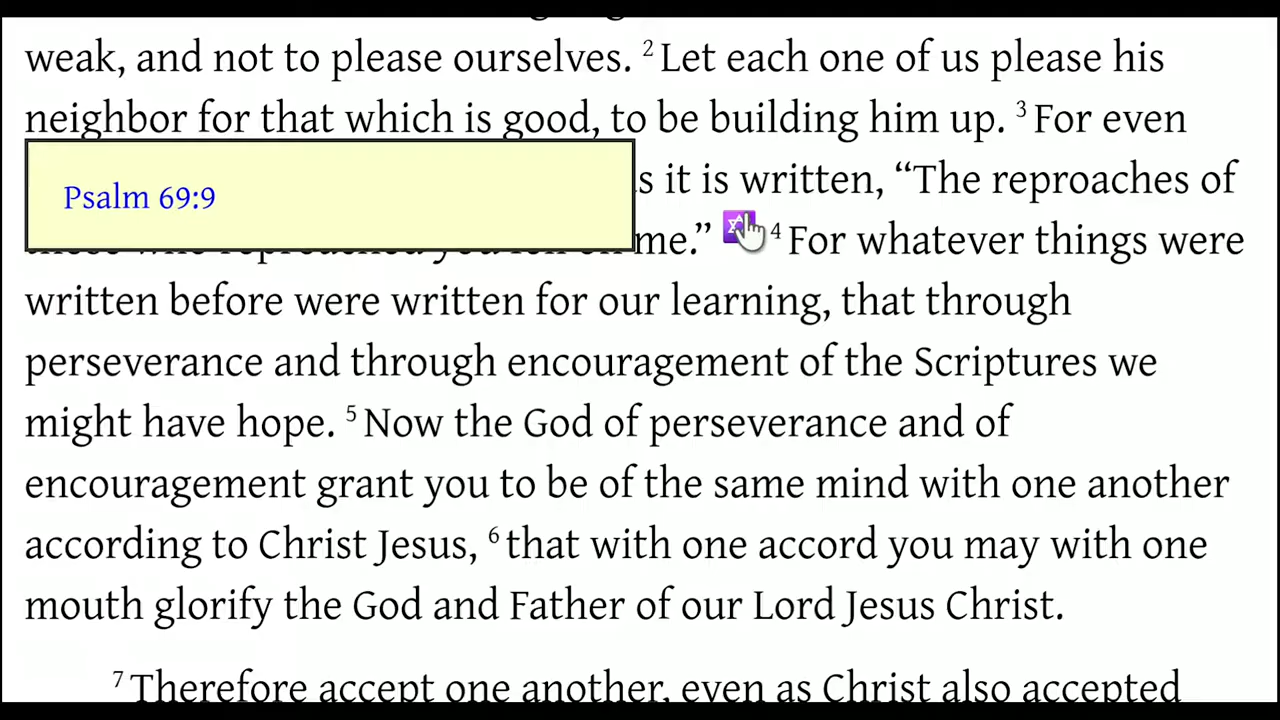 weak, and not to please ourselves. 2 Let each one of us please his
neighbor for that which is good, to be building him up. 3 For even
Psalm 69:9
s it is written, “The reproaches of
me.” 4 For whatever things were
written before were written for our learning, that through
perseverance and through encouragement of the Scriptures we
might have hope. 5 Now the God of perseverance and of
encouragement grant you to be of the same mind with one another
according to Christ Jesus, 6 that with one accord you may with one
mouth glorify the God and Father of our Lord Jesus Christ.
7 Therefore accept one another, even as Christ also accepted